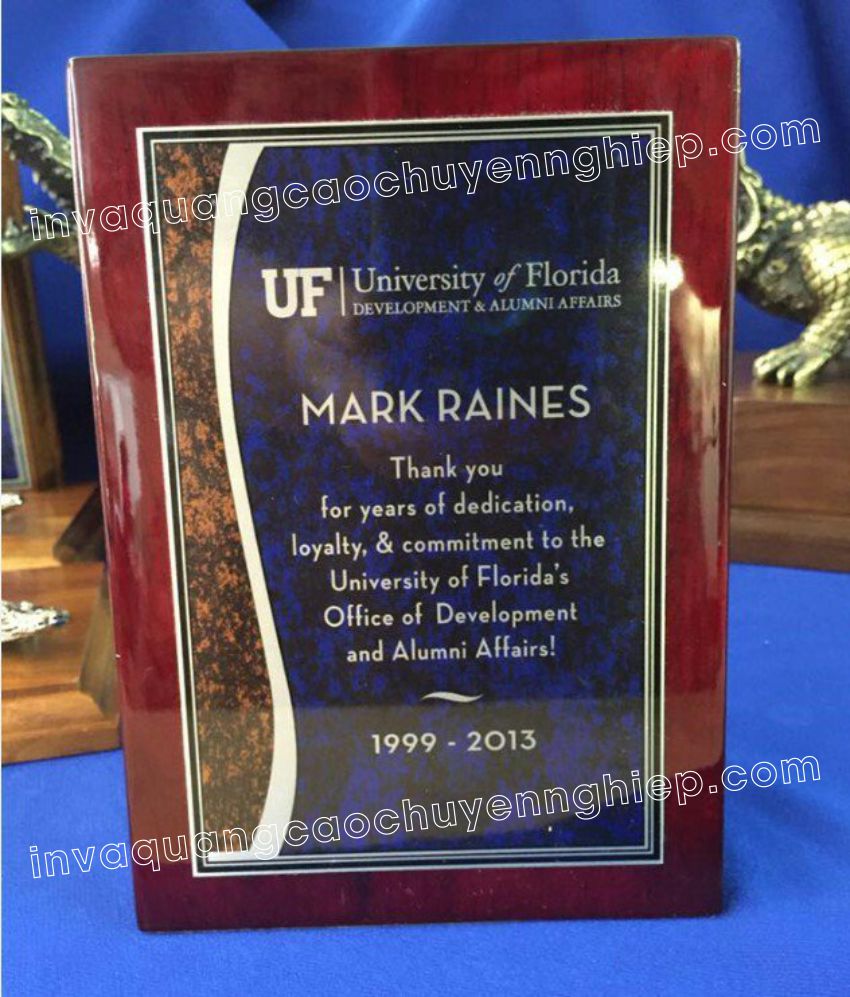 invaquangcaochuyennghiep.com
UF University of Florida
DEVELOPMENT & ALUMNI AFFAIRS
MARK RAINES
Thank you
for years of dedication,
loyalty, & commitment to the
University of Florida's
Office of Development
and Alumni Affairs!
1999 - 2013
invaquangcaochuyennghiep.com